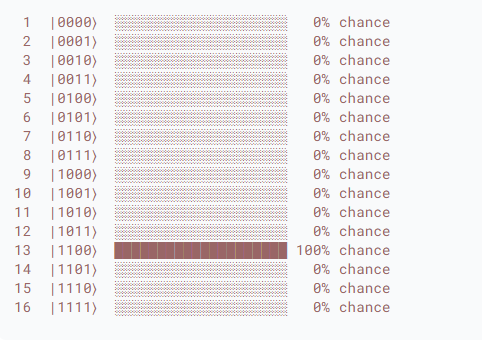 1 |0000⟩ ░░░░░░░░░░░░░░░░░░░░ 0% chance
2 |0001⟩ ░░░░░░░░░░░░░░░░░░░░ 0% chance
3 |0010⟩ ░░░░░░░░░░░░░░░░░░░░ 0% chance
4 |0011⟩ ░░░░░░░░░░░░░░░░░░░░ 0% chance
5 |0100⟩ ░░░░░░░░░░░░░░░░░░░░ 0% chance
6 |0101⟩ ░░░░░░░░░░░░░░░░░░░░ 0% chance
7 |0110⟩ ░░░░░░░░░░░░░░░░░░░░ 0% chance
8 |0111⟩ ░░░░░░░░░░░░░░░░░░░░ 0% chance
9 |1000⟩ ░░░░░░░░░░░░░░░░░░░░ 0% chance
10 |1001⟩ ░░░░░░░░░░░░░░░░░░░░ 0% chance
11 |1010⟩ ░░░░░░░░░░░░░░░░░░░░ 0% chance
12 |1011⟩ ░░░░░░░░░░░░░░░░░░░░ 0% chance
13 |1100⟩ ████████████████████ 100% chance
14 |1101⟩ ░░░░░░░░░░░░░░░░░░░░ 0% chance
15 |1110⟩ ░░░░░░░░░░░░░░░░░░░░ 0% chance
16 |1111⟩ ░░░░░░░░░░░░░░░░░░░░ 0% chance